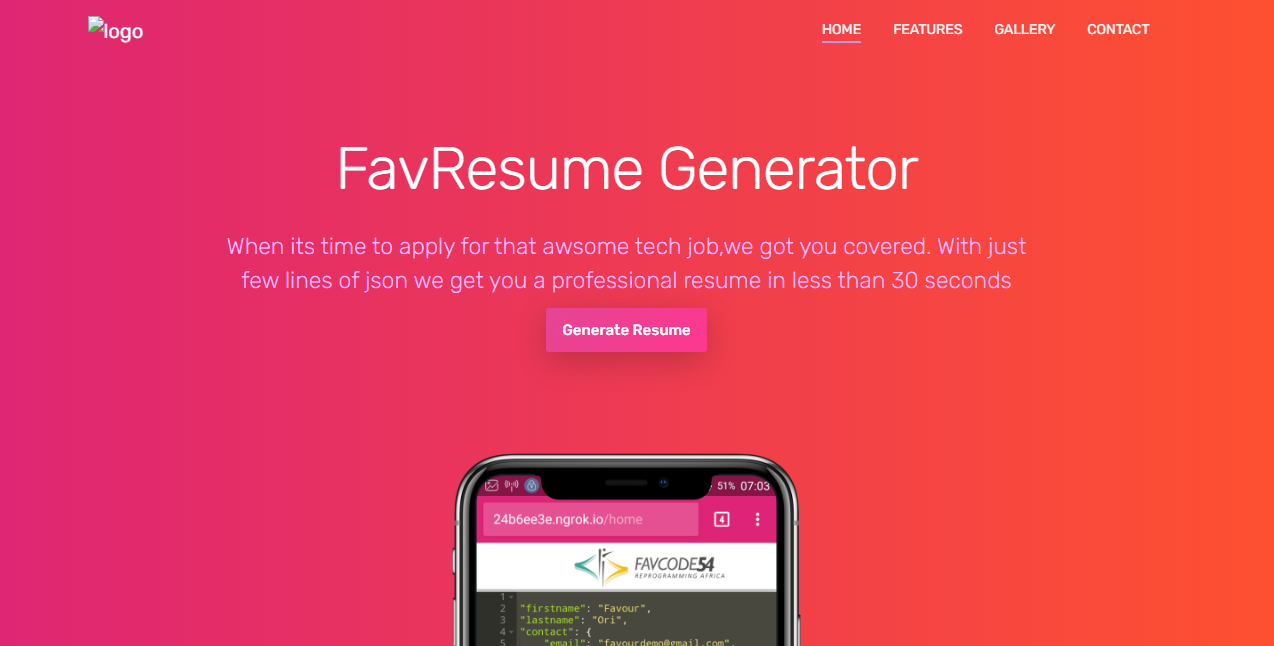 logo
HOME FEATURES GALLERY CONTACT
FavResume Generator
When its time to apply for that awsome tech job,we got you covered. With just
few lines of json we get you a professional resume in less than 30 seconds
Generate Resume
51% 07:03
24b6ee3e.ngrok.io/home 4
FAVCODE54
REPROGRAMMING AFRICA
1
2 "firstname": "Favour",
3 "lastname": "Ori",
4 "contact": {
5 "email": "favourdemo@gmail.com",